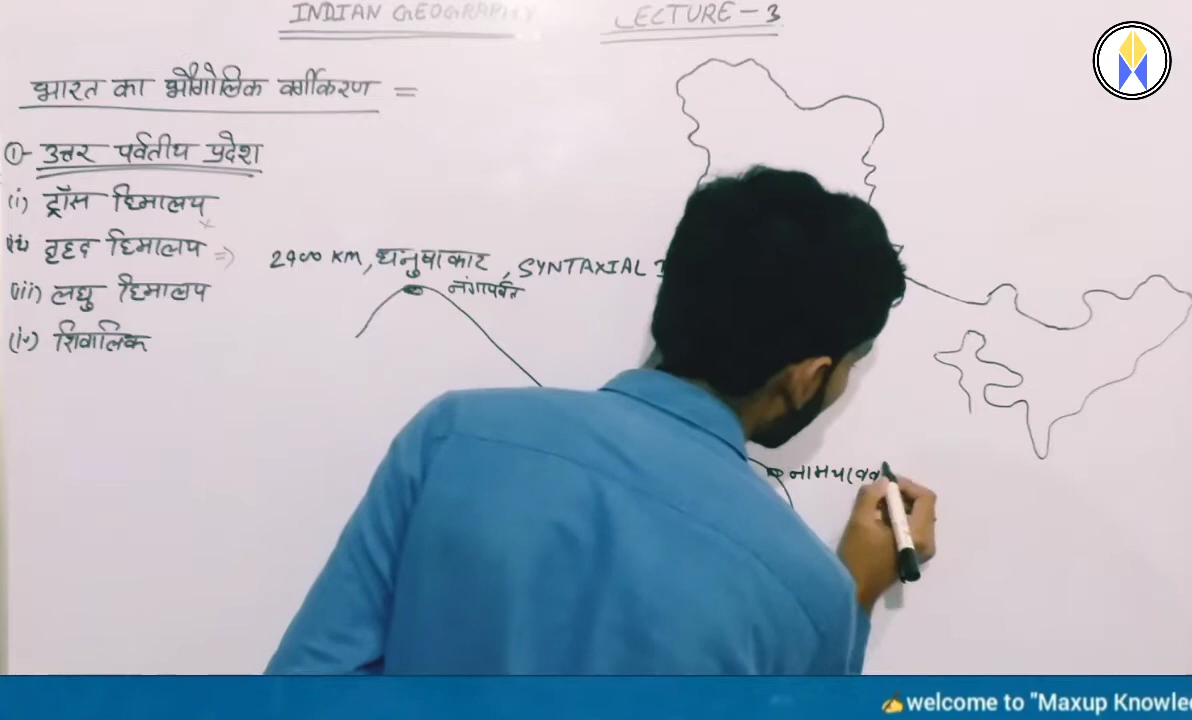 INDIAN GEOGRAPHY LECTURE-3
भारत का भौगोलिक वर्गीकरण =
①- उत्तर पर्वतीय प्रदेश
(i) ट्राँस हिमालय
(ii) वृहद हिमालय => 2400 KM, धनुषाकार, SYNTAXIAL
नंगापर्वत
(iii) लघु हिमालय
(iv) शिवालिक
✍welcome to "Maxup Knowle